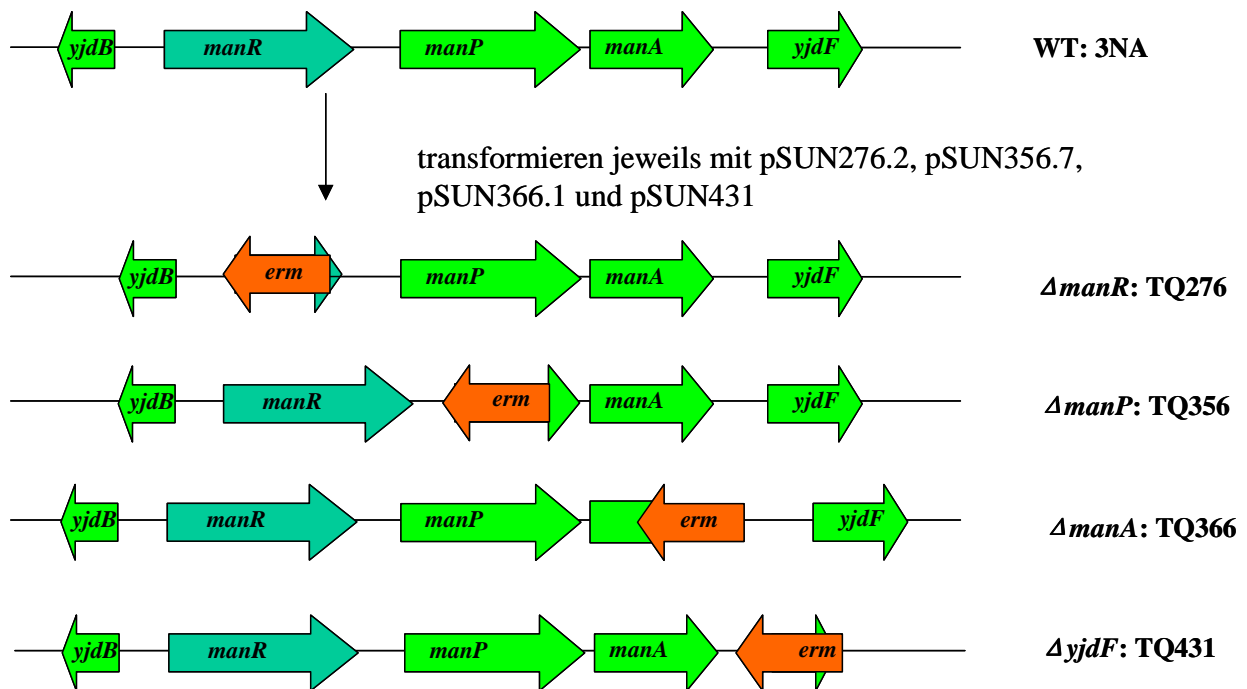 yjdB manR manP manA yjdF WT: 3NA
transformieren jeweils mit pSUN276.2, pSUN356.7,
pSUN366.1 und pSUN431
yjdB erm manP manA yjdF ΔmanR: TQ276
yjdB manR erm manA yjdF ΔmanP: TQ356
yjdB manR manP erm yjdF ΔmanA: TQ366
yjdB manR manP manA erm ΔyjdF: TQ431